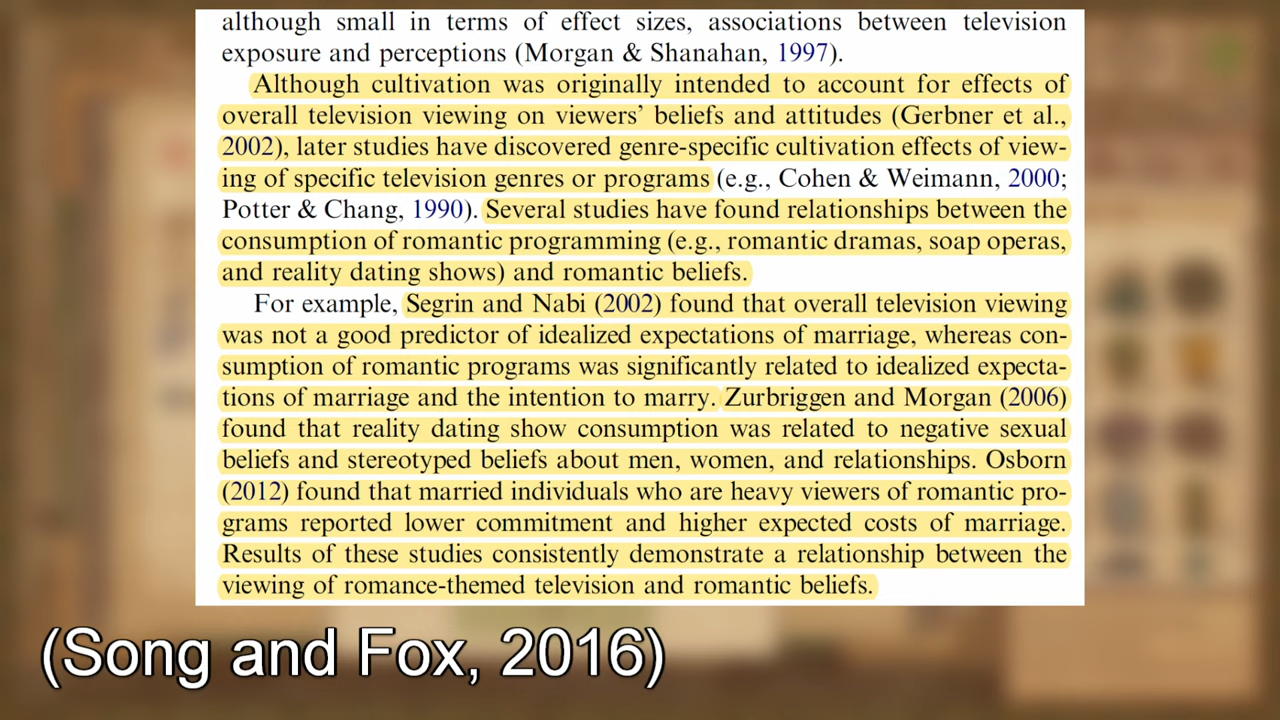 although small in terms of effect sizes, associations between television
exposure and perceptions (Morgan & Shanahan, 1997).
Although cultivation was originally intended to account for effects of
overall television viewing on viewers’ beliefs and attitudes (Gerbner et al.,
2002), later studies have discovered genre-specific cultivation effects of view-
ing of specific television genres or programs (e.g., Cohen & Weimann, 2000;
Potter & Chang, 1990). Several studies have found relationships between the
consumption of romantic programming (e.g., romantic dramas, soap operas,
and reality dating shows) and romantic beliefs.
For example, Segrin and Nabi (2002) found that overall television viewing
was not a good predictor of idealized expectations of marriage, whereas con-
sumption of romantic programs was significantly related to idealized expecta-
tions of marriage and the intention to marry. Zurbriggen and Morgan (2006)
found that reality dating show consumption was related to negative sexual
beliefs and stereotyped beliefs about men, women, and relationships. Osborn
(2012) found that married individuals who are heavy viewers of romantic pro-
grams reported lower commitment and higher expected costs of marriage.
Results of these studies consistently demonstrate a relationship between the
viewing of romance-themed television and romantic beliefs.
(Song and Fox, 2016)